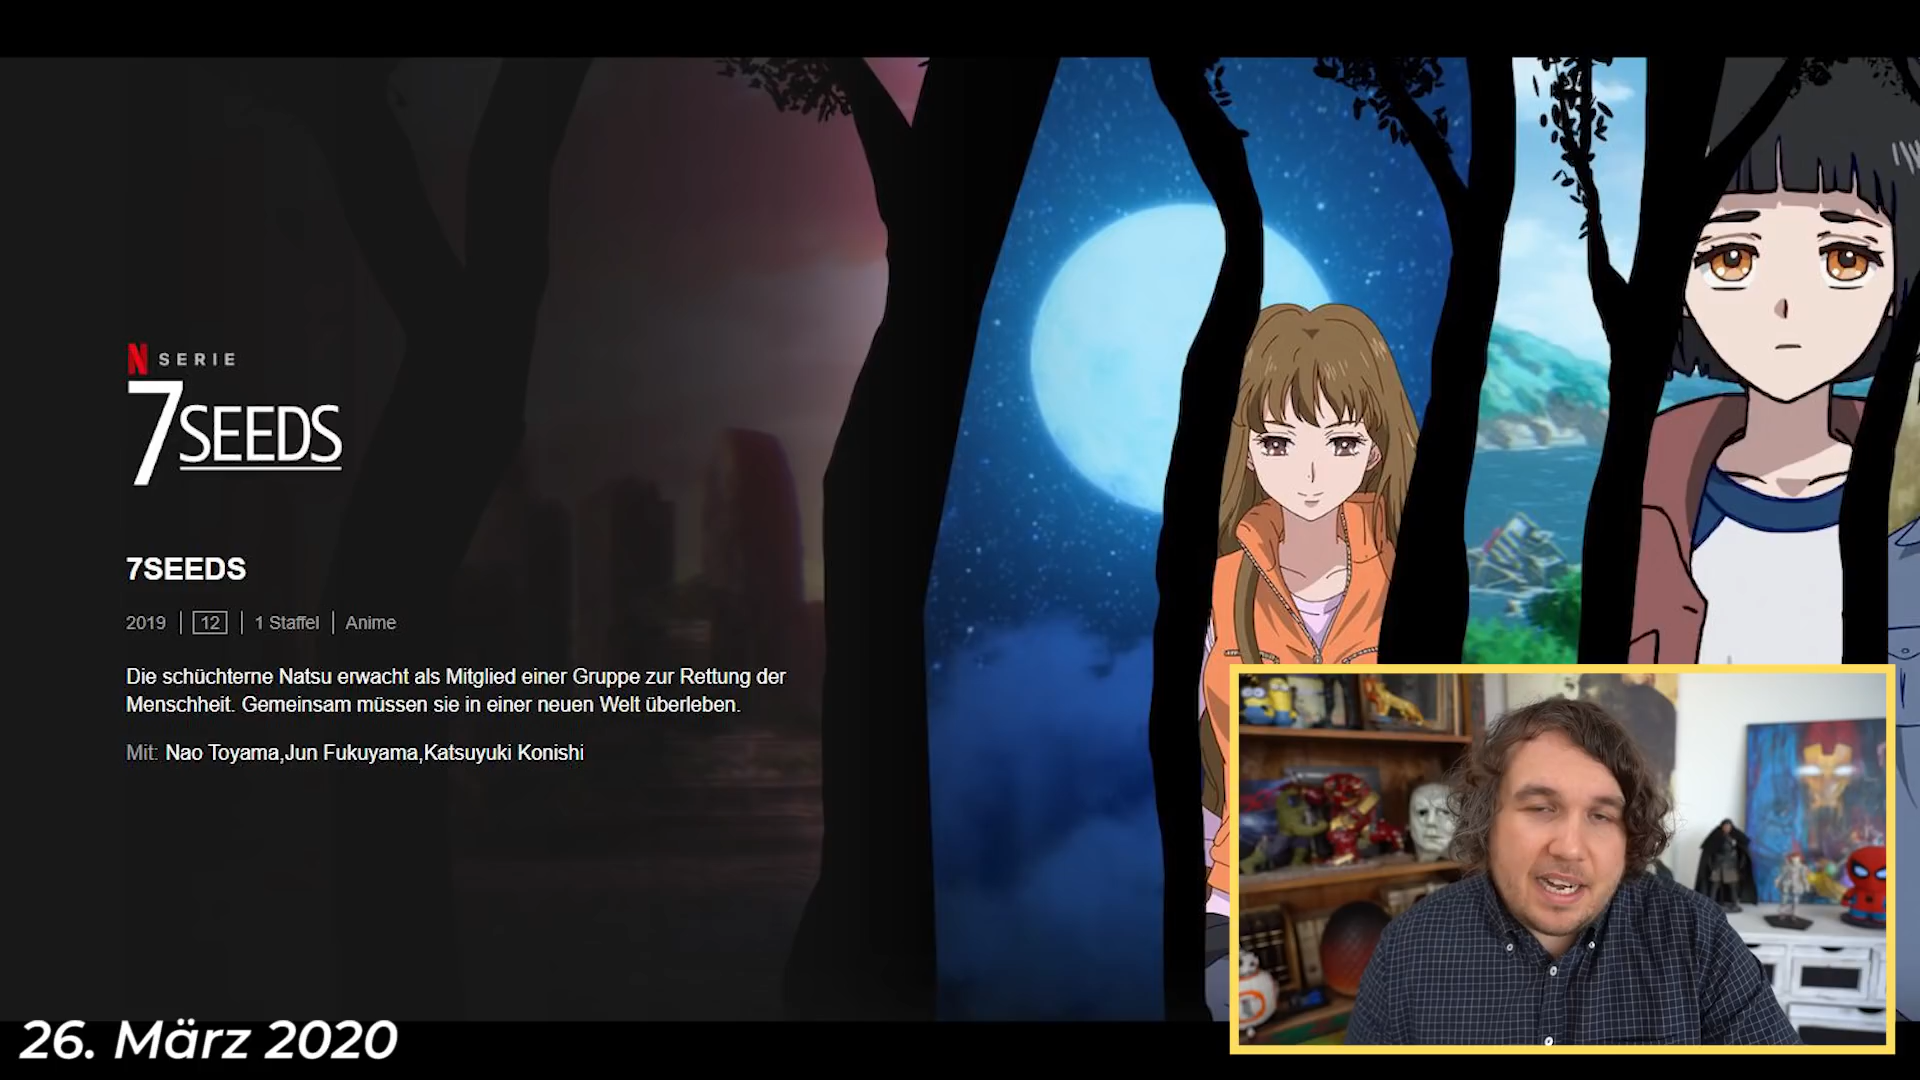 N SERIE
7SEEDS
7SEEDS
2019 | 12 | 1 Staffel | Anime
Die schüchterne Natsu erwacht als Mitglied einer Gruppe zur Rettung der
Menschheit. Gemeinsam müssen sie in einer neuen Welt überleben.
Mit: Nao Toyama,Jun Fukuyama,Katsuyuki Konishi
26. März 2020